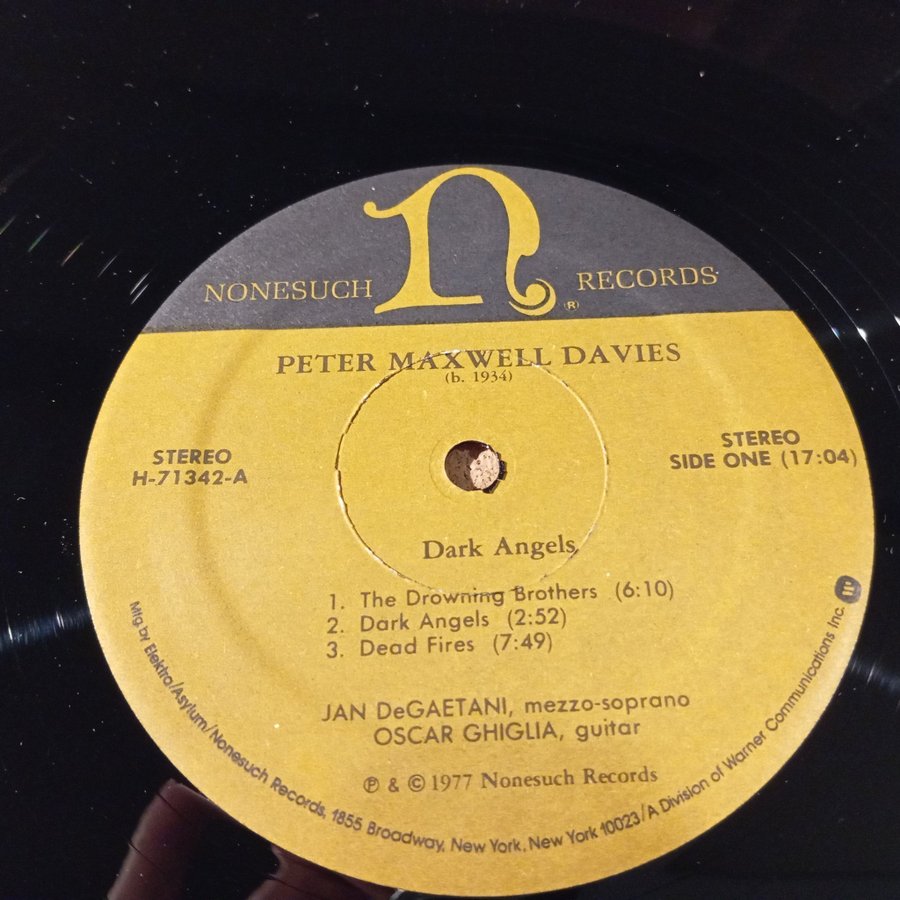 n
NONESUCH RECORDS
®
PETER MAXWELL DAVIES
(b. 1934)
STEREO
H-71342-A
STEREO
SIDE ONE (17:04)
Dark Angels
1. The Drowning Brothers (6:10)
2. Dark Angels (2:52)
3. Dead Fires (7:49)
JAN DeGAETANI, mezzo-soprano
OSCAR GHIGLIA, guitar
℗ & © 1977 Nonesuch Records
Mfg. by Elektra/Asylum/Nonesuch Records, 1855 Broadway, New York, New York 10023/A Division of Warner Communications Inc.